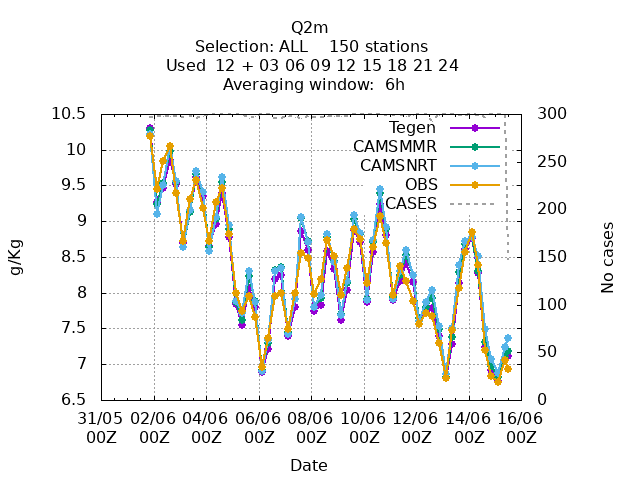 Q2m
Selection: ALL    150 stations
Used  12 + 03 06 09 12 15 18 21 24
Averaging window:  6h
10.5
10
9.5
9
8.5
8
7.5
7
6.5
g/Kg
300
250
200
150
100
50
0
No cases
Tegen
CAMSMMR
CAMSNRT
OBS
CASES
31/05 02/06 04/06 06/06 08/06 10/06 12/06 14/06 16/06
00Z 00Z 00Z 00Z 00Z 00Z 00Z 00Z 00Z
Date